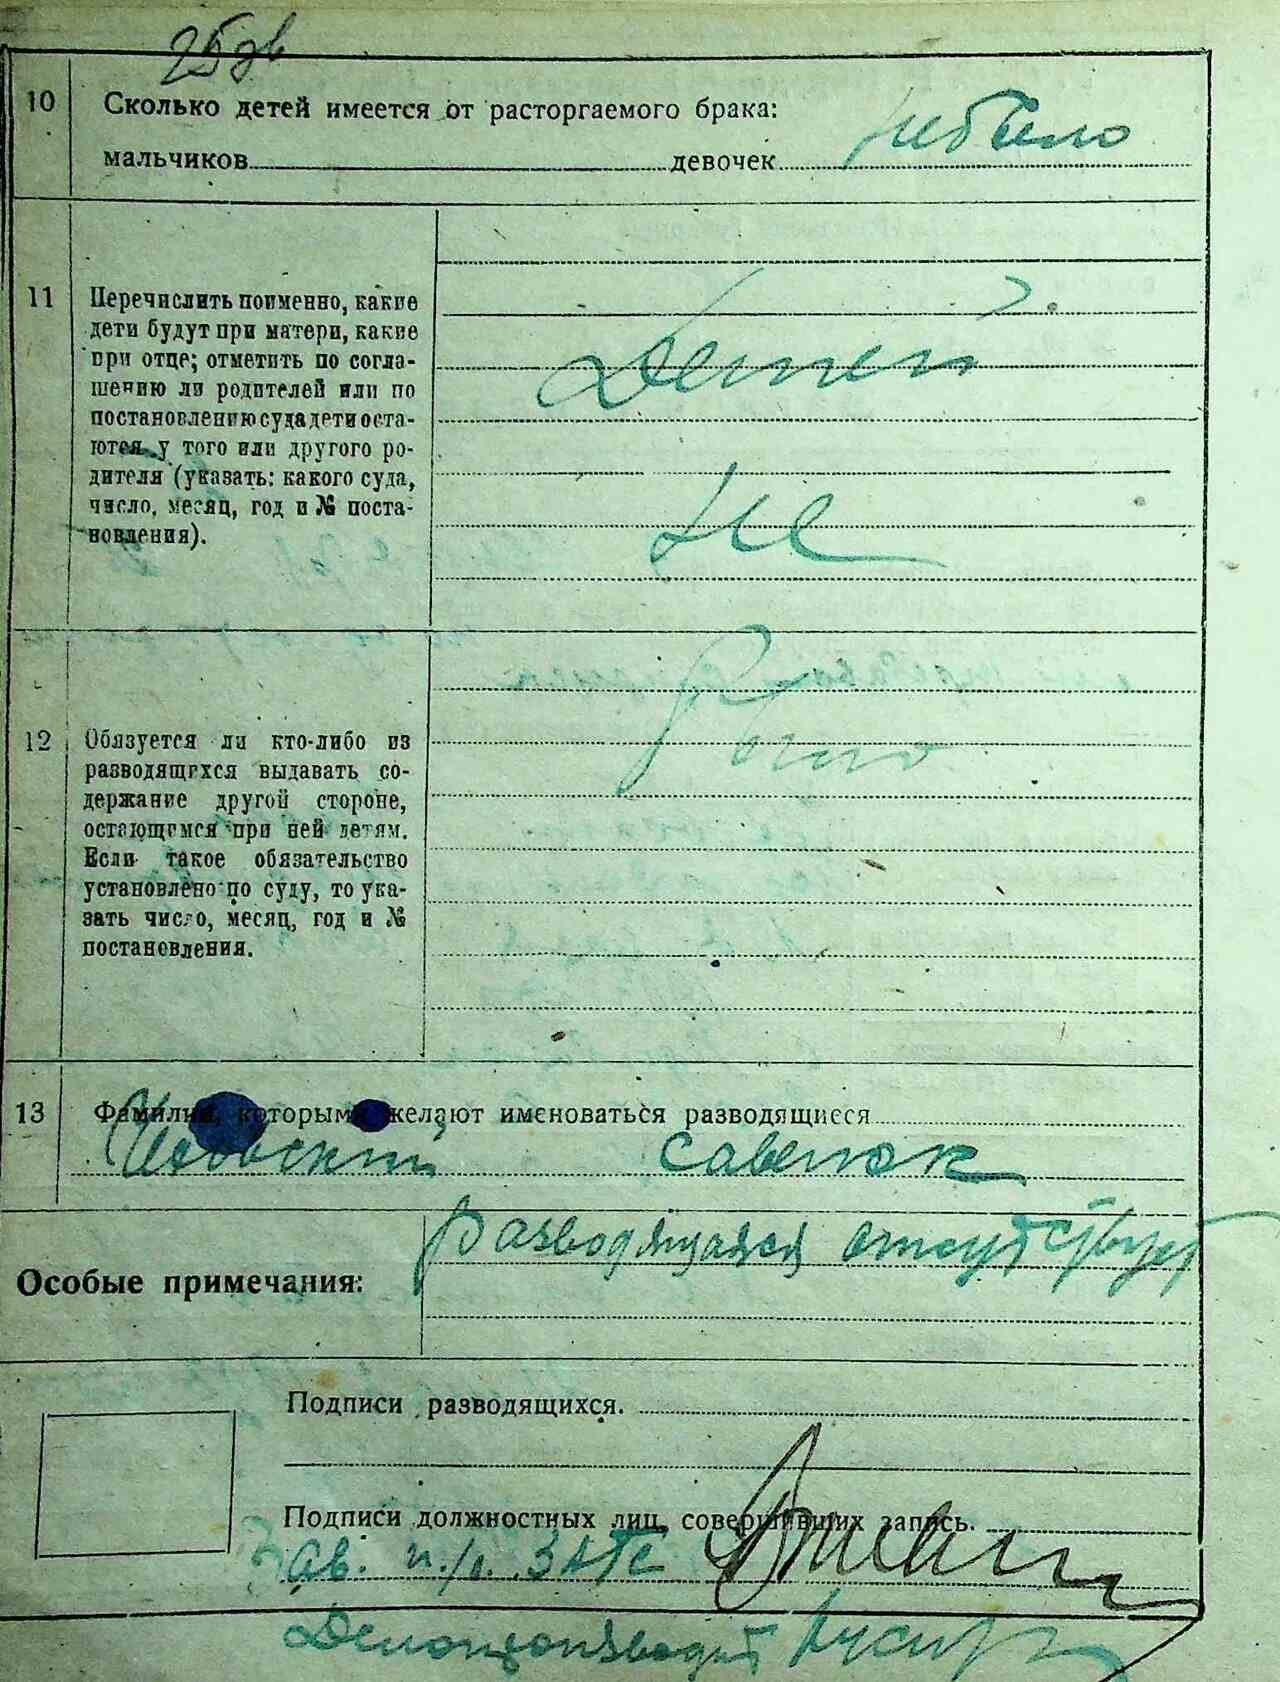 10 Сколько детей имеется от расторгаемого брака: не было
мальчиков девочек
11 Перечислить поименно, какие
дети будут при матери, какие
при отце; отметить по согла-
шению ли родителей или по
постановлению суда дети оста-
ются у того или другого ро-
дителя (указать: какого суда,
число, месяц, год и № поста-
новления).
Детей
не
было
12 Обязуется ли кто-либо из
разводящихся выдавать со-
держание другой стороне,
остающимся при ней детям.
Если такое обязательство
установлено по суду, то ука-
зать число, месяц, год и №
постановления.
13 Фамилии, которыми желают именоваться разводящиеся
савенок
Разводящаяся отсутствует
Особые примечания:
Подписи разводящихся.
Подписи должностных лиц, совершивших запись.
Зав. п/о. ЗАГС
Делопроизводит